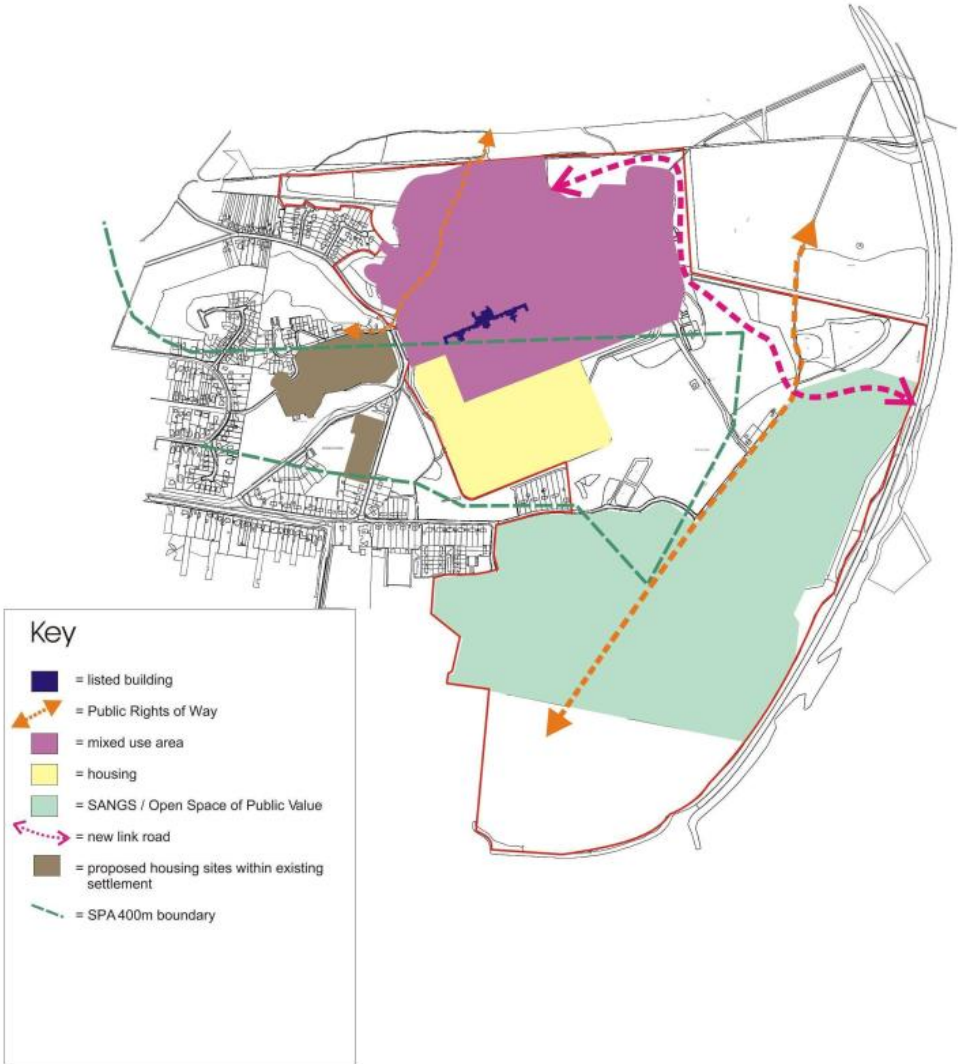 Key
= listed building
= Public Rights of Way
= mixed use area
= housing
= SANGS / Open Space of Public Value
= new link road
= proposed housing sites within existing
settlement
= SPA 400m boundary